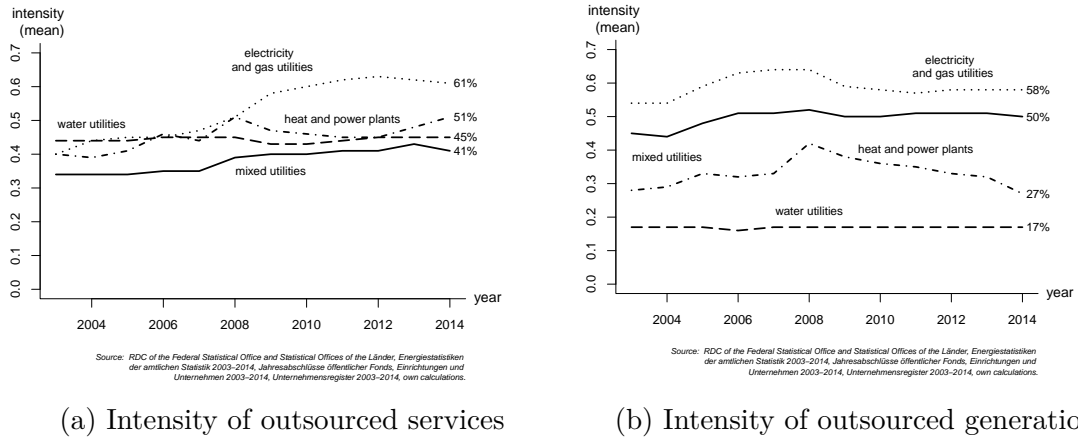 intensity
(mean)
0.0 0.1 0.2 0.3 0.4 0.5 0.6 0.7
electricity
and gas utilities
61%
51%
water utilities
heat and power plants
45%
41%
mixed utilities
year
2004 2006 2008 2010 2012 2014
Source: RDC of the Federal Statistical Office and Statistical Offices of the Länder, Energiestatistiken
der amtlichen Statistik 2003–2014, Jahresabschlüsse öffentlicher Fonds, Einrichtungen und
Unternehmen 2003–2014, Unternehmensregister 2003–2014, own calculations.
(a) Intensity of outsourced services
intensity
(mean)
0.0 0.1 0.2 0.3 0.4 0.5 0.6 0.7
electricity
and gas utilities
58%
50%
mixed utilities
heat and power plants
27%
water utilities
17%
year
2004 2006 2008 2010 2012 2014
Source: RDC of the Federal Statistical Office and Statistical Offices of the Länder, Energiestatistiken
der amtlichen Statistik 2003–2014, Jahresabschlüsse öffentlicher Fonds, Einrichtungen und
Unternehmen 2003–2014, Unternehmensregister 2003–2014, own calculations.
(b) Intensity of outsourced generatio